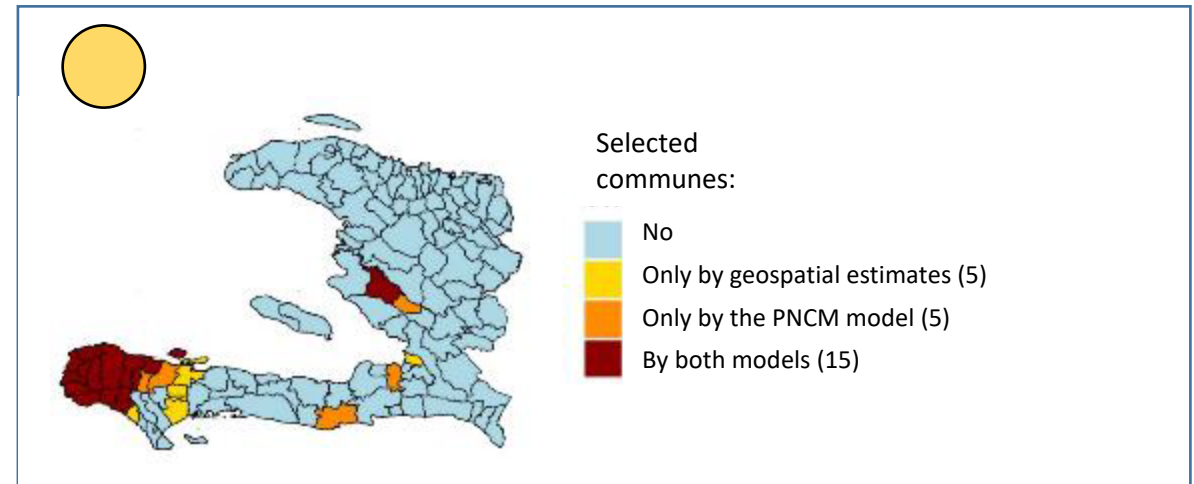 Selected
communes:
No
Only by geospatial estimates (5)
Only by the PNCM model (5)
By both models (15)